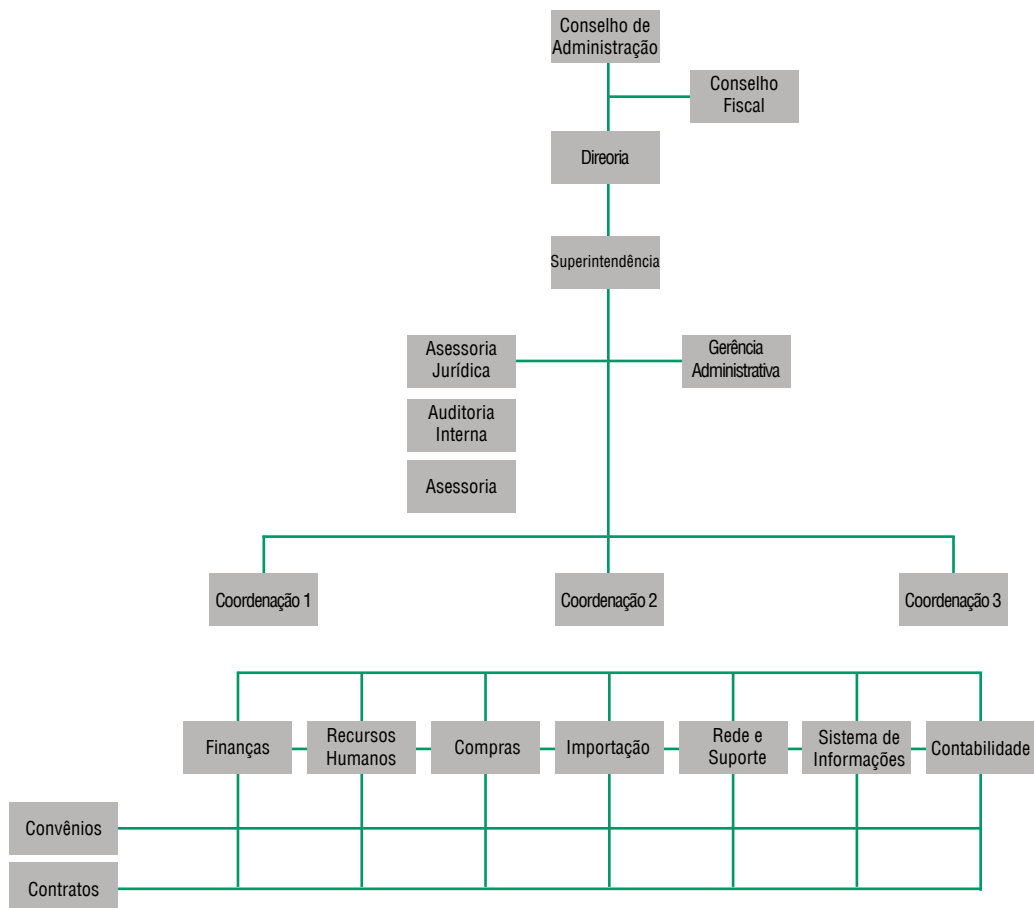 Conselho de
Administração
Conselho
Fiscal
Direoria
Superintendência
Asessoria
Jurídica
Gerência
Administrativa
Auditoria
Interna
Asessoria
Coordenação 1
Coordenação 2
Coordenação 3
Finanças
Recursos
Humanos
Compras
Importação
Rede e
Suporte
Sistema de
Informações
Contabilidade
Convênios
Contratos